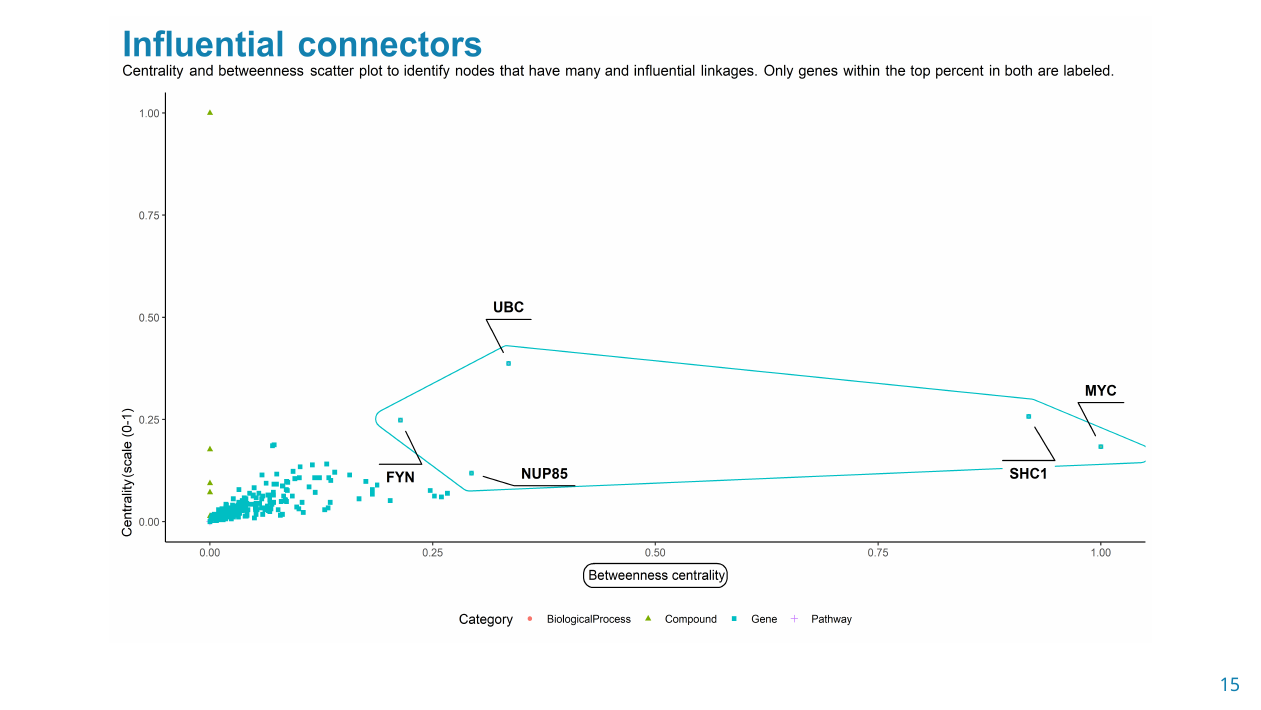 Influential connectors
Centrality and betweenness scatter plot to identify nodes that have many and influential linkages. Only genes within the top percent in both are labeled.
1.00
0.75
0.50
0.25
0.00
Centrality(scale (0-1)
UBC
MYC
FYN
NUP85
SHC1
0.00
0.25
0.50
0.75
1.00
Betweenness centrality
Category BiologicalProcess Compound Gene Pathway
15